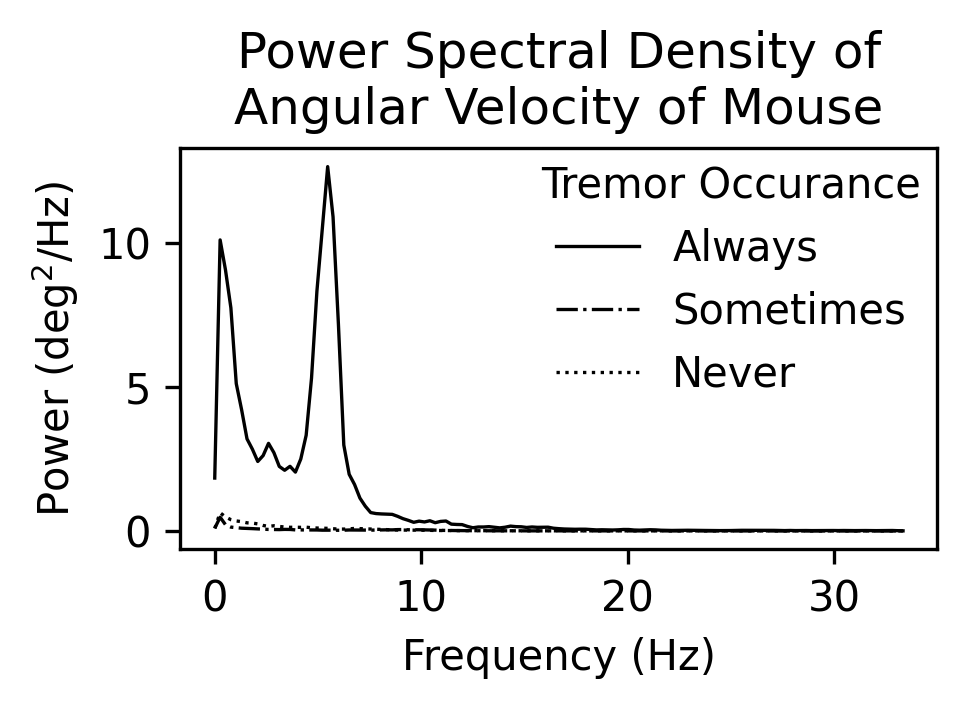 Power Spectral Density of
Angular Velocity of Mouse
Power (deg²/Hz)
10
5
0
Tremor Occurance
Always
Sometimes
Never
0 10 20 30
Frequency (Hz)